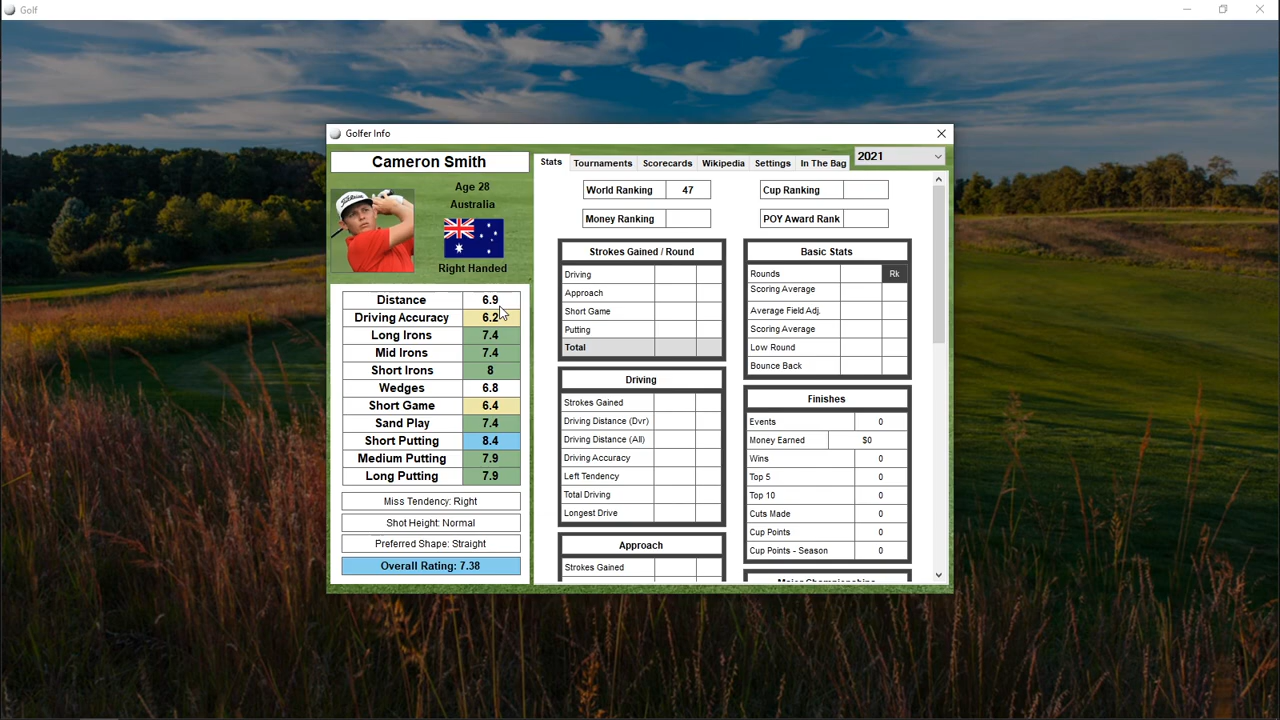 Golf
Golfer Info
Cameron Smith
Age 28
Australia
Right Handed
Distance 6.9
Driving Accuracy 6.2
Long Irons 7.4
Mid Irons 7.4
Short Irons 8
Wedges 6.8
Short Game 6.4
Sand Play 7.4
Short Putting 8.4
Medium Putting 7.9
Long Putting 7.9
Miss Tendency: Right
Shot Height: Normal
Preferred Shape: Straight
Overall Rating: 7.38
Stats Tournaments Scorecards Wikipedia Settings In The Bag 2021
World Ranking 47
Cup Ranking
Money Ranking
POY Award Rank
Strokes Gained / Round
Driving
Approach
Short Game
Putting
Total
Driving
Strokes Gained
Driving Distance (Dvr)
Driving Distance (All)
Driving Accuracy
Left Tendency
Total Driving
Longest Drive
Approach
Strokes Gained
Basic Stats
Rounds Rk
Scoring Average
Average Field Adj.
Scoring Average
Low Round
Bounce Back
Finishes
Events 0
Money Earned $0
Wins 0
Top 5 0
Top 10 0
Cuts Made 0
Cup Points 0
Cup Points - Season 0
Major Championships